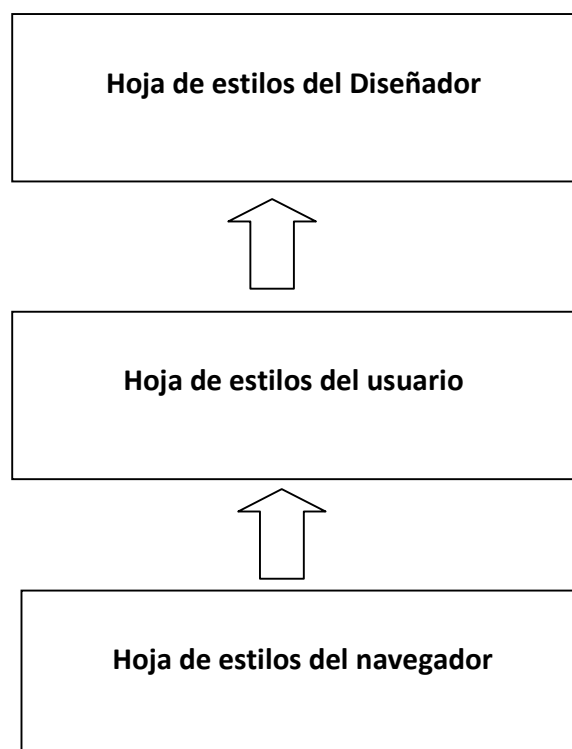 Hoja de estilos del Diseñador
Hoja de estilos del usuario
Hoja de estilos del navegador